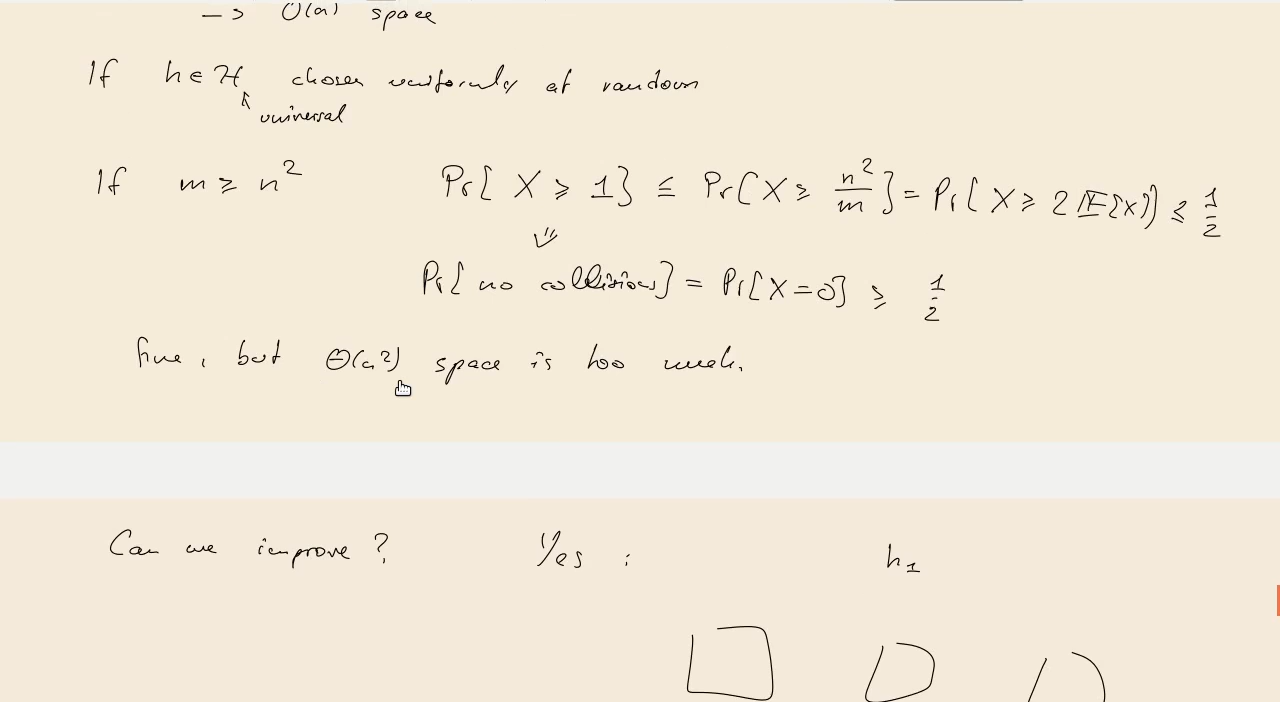 —> O(n) space
If h ∈ H chosen uniformly at random
universal
If m ≥ n² Pr[ X ≥ 1 ] ≤ Pr[ X ≥ n²/m ] = Pr[ X ≥ 2 𝔼[X] ] ≤ 1/2
⇓
Pr[ no collisions ] = Pr[ X = 0 ] ≥ 1/2
fine, but Θ(n²) space is too much.
Can we improve ? Yes : h₁